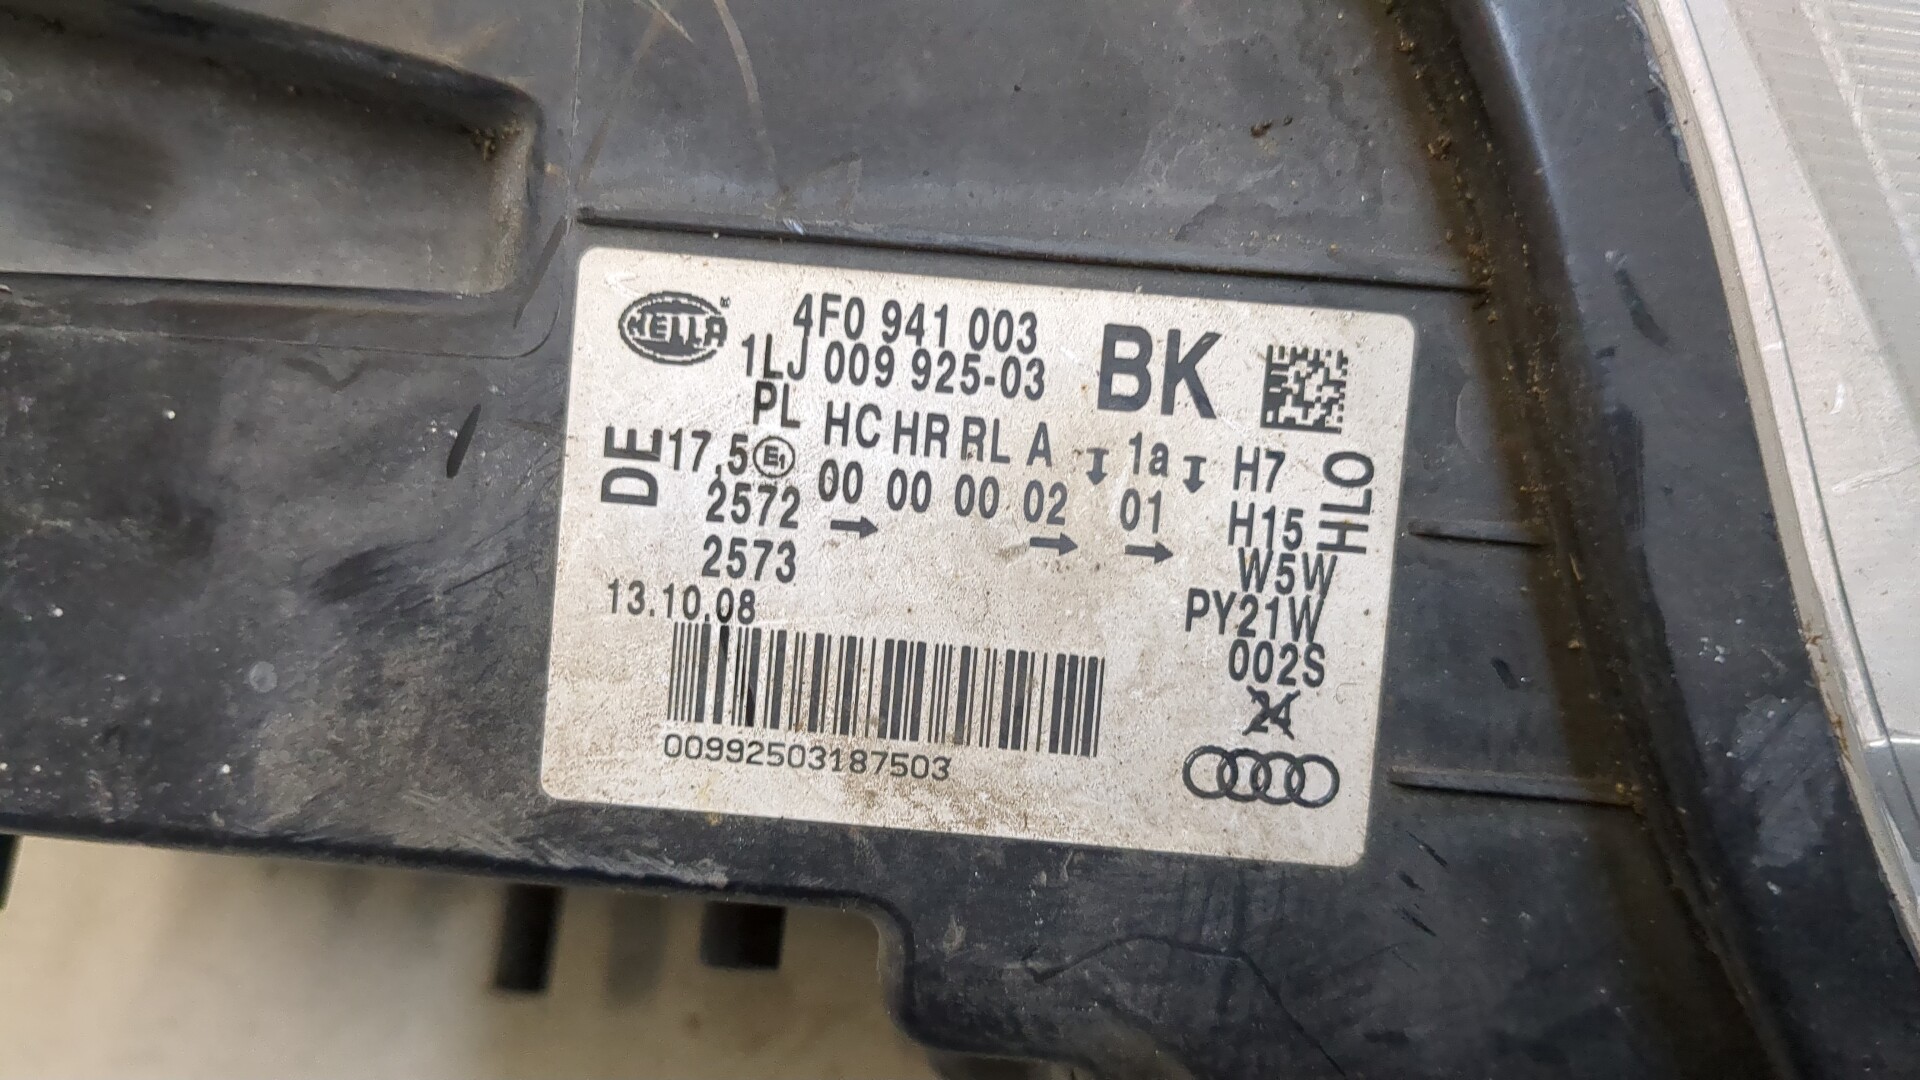 HELLA ®
4F0 941 003
1LJ 009 925-03
BK
PL HC HR RL A 1a H7
DE 17,5 E1 00 00 00 02 01 H15
2572 → → → W5W
2573 PY21W
HLO
13.10.08
002S
24
00992503187503